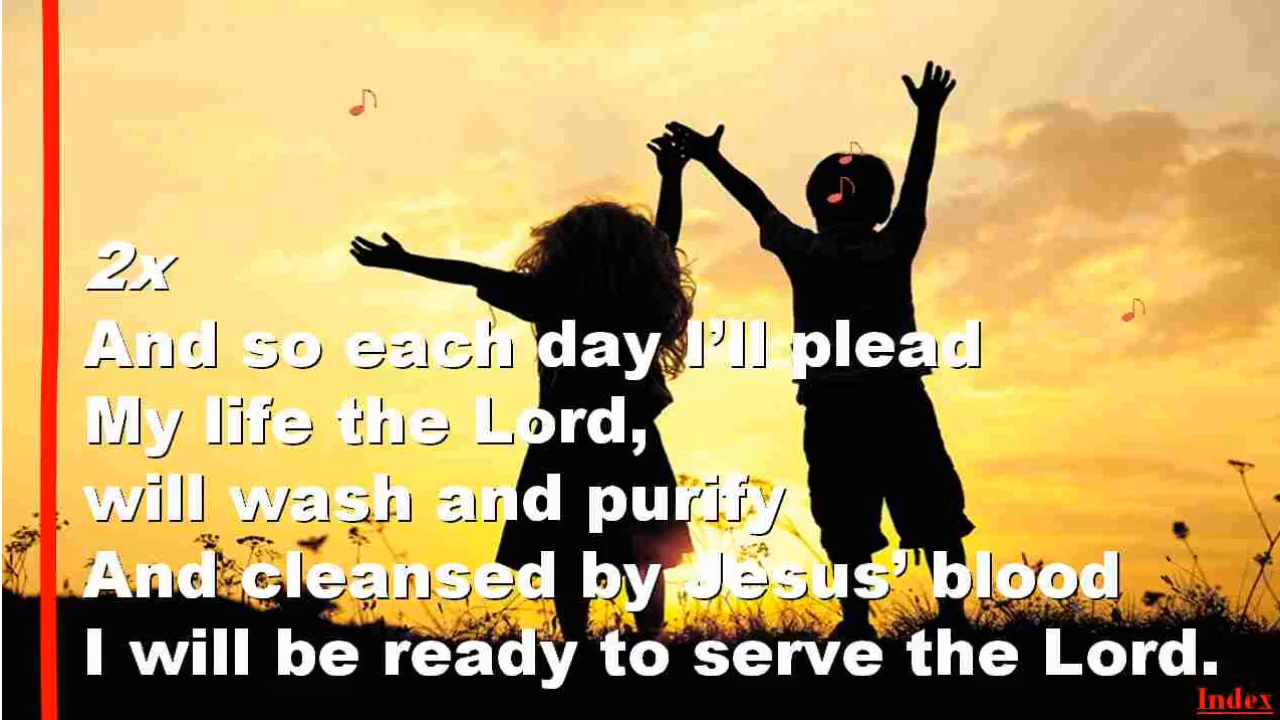 2x
And so each day I’ll plead
My life the Lord,
will wash and purify
And cleansed by Jesus’ blood
I will be ready to serve the Lord.
Index